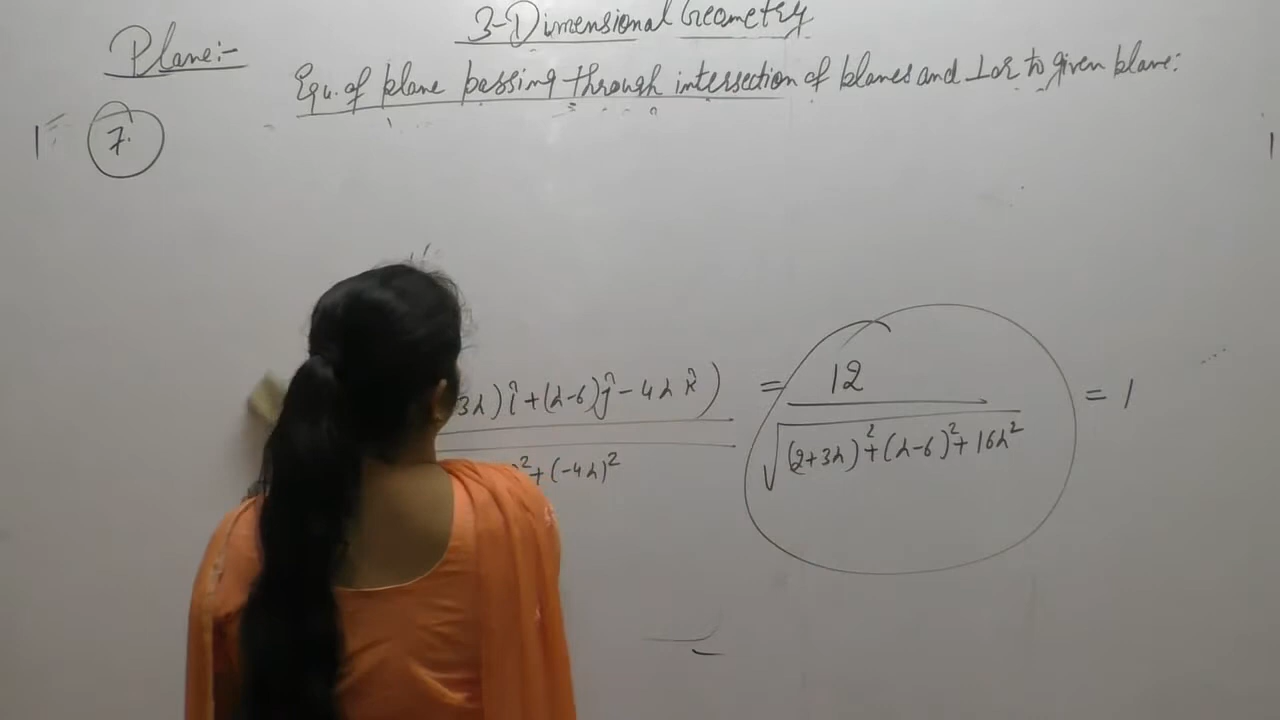 3-Dimensional Geometry
Plane:-
Equ. of plane passing through intersection of planes and ⊥ar to given plane:
7.
3λ) î + (λ-6) ĵ - 4λ k̂ ) = 12 = 1
)² + (-4λ)² √(2+3λ)² + (λ-6)² + 16λ²